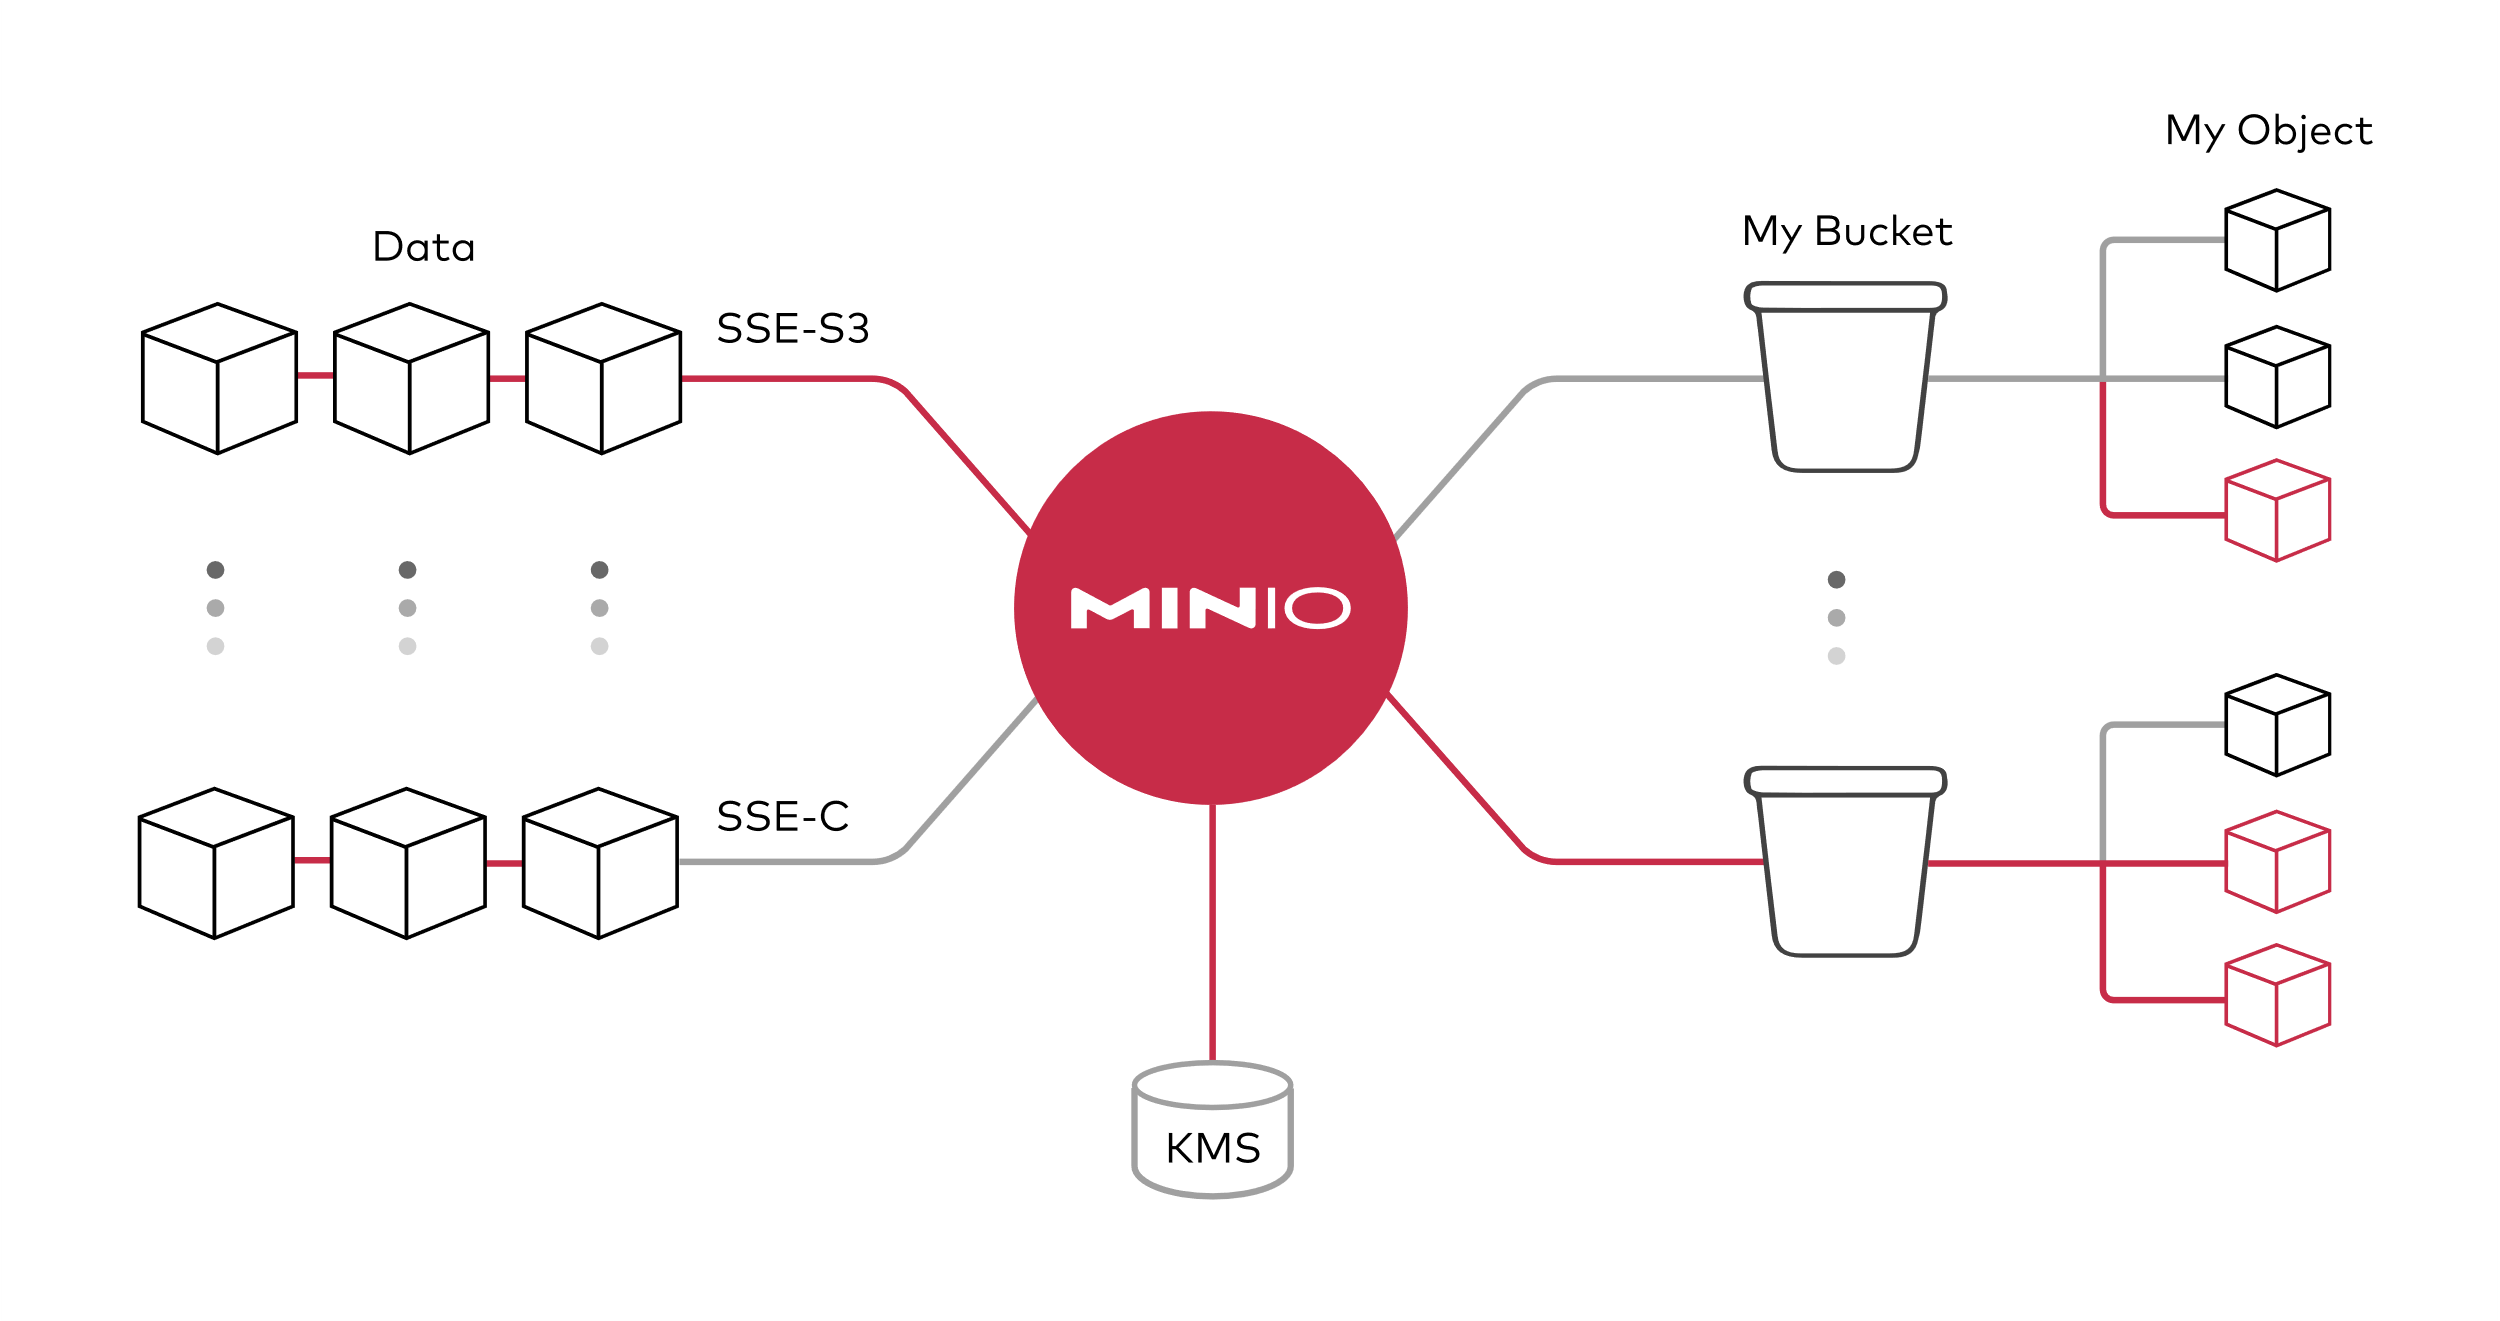 My Object
My Bucket
Data
SSE-S3
MINIO
SSE-C
KMS